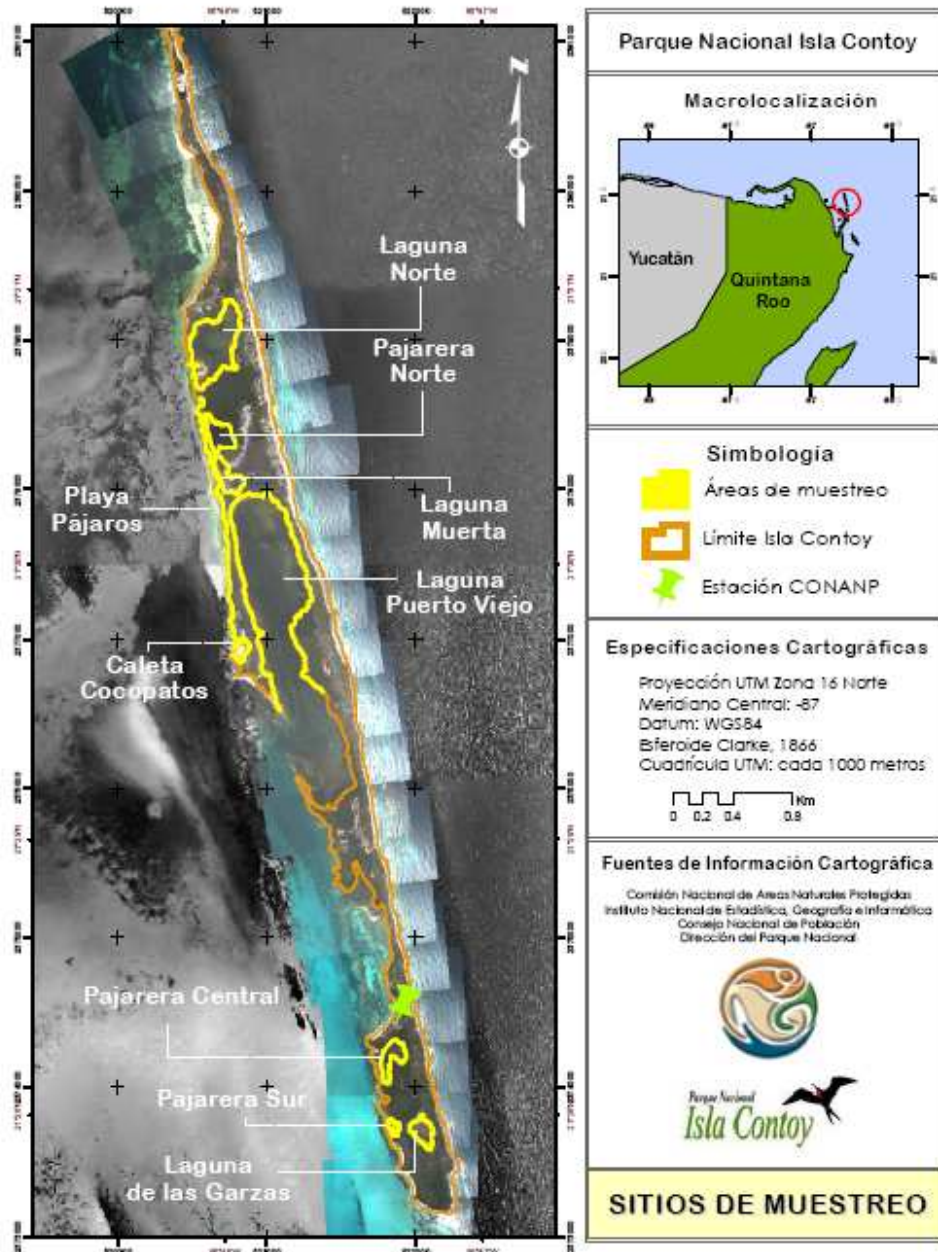 Parque Nacional Isla Contoy
Macrolocalización
Yucatán
Quintana
Roo
Simbología
Áreas de muestreo
Límite Isla Contoy
Estación CONANP
Especificaciones Cartográficas
Proyección UTM Zona 16 Norte
Meridiano Central: -87
Datum: WGS84
Esferoide Clarke, 1866
Cuadrícula UTM: cada 1000 metros
Km
0 0.2 0.4 0.8
Fuentes de Información Cartográfica
Comisión Nacional de Areas Naturales Protegidas
Instituto Nacional de Estadística, Geografía e Informática
Consejo Nacional de Población
Dirección del Parque Nacional
Parque Nacional
Isla Contoy
SITIOS DE MUESTREO
N
Laguna
Norte
Pajarera
Norte
Playa
Pájaros
Laguna
Muerta
Laguna
Puerto Viejo
Caleta
Cocopatos
Pajarera Central
Pajarera Sur
Laguna
de las Garzas